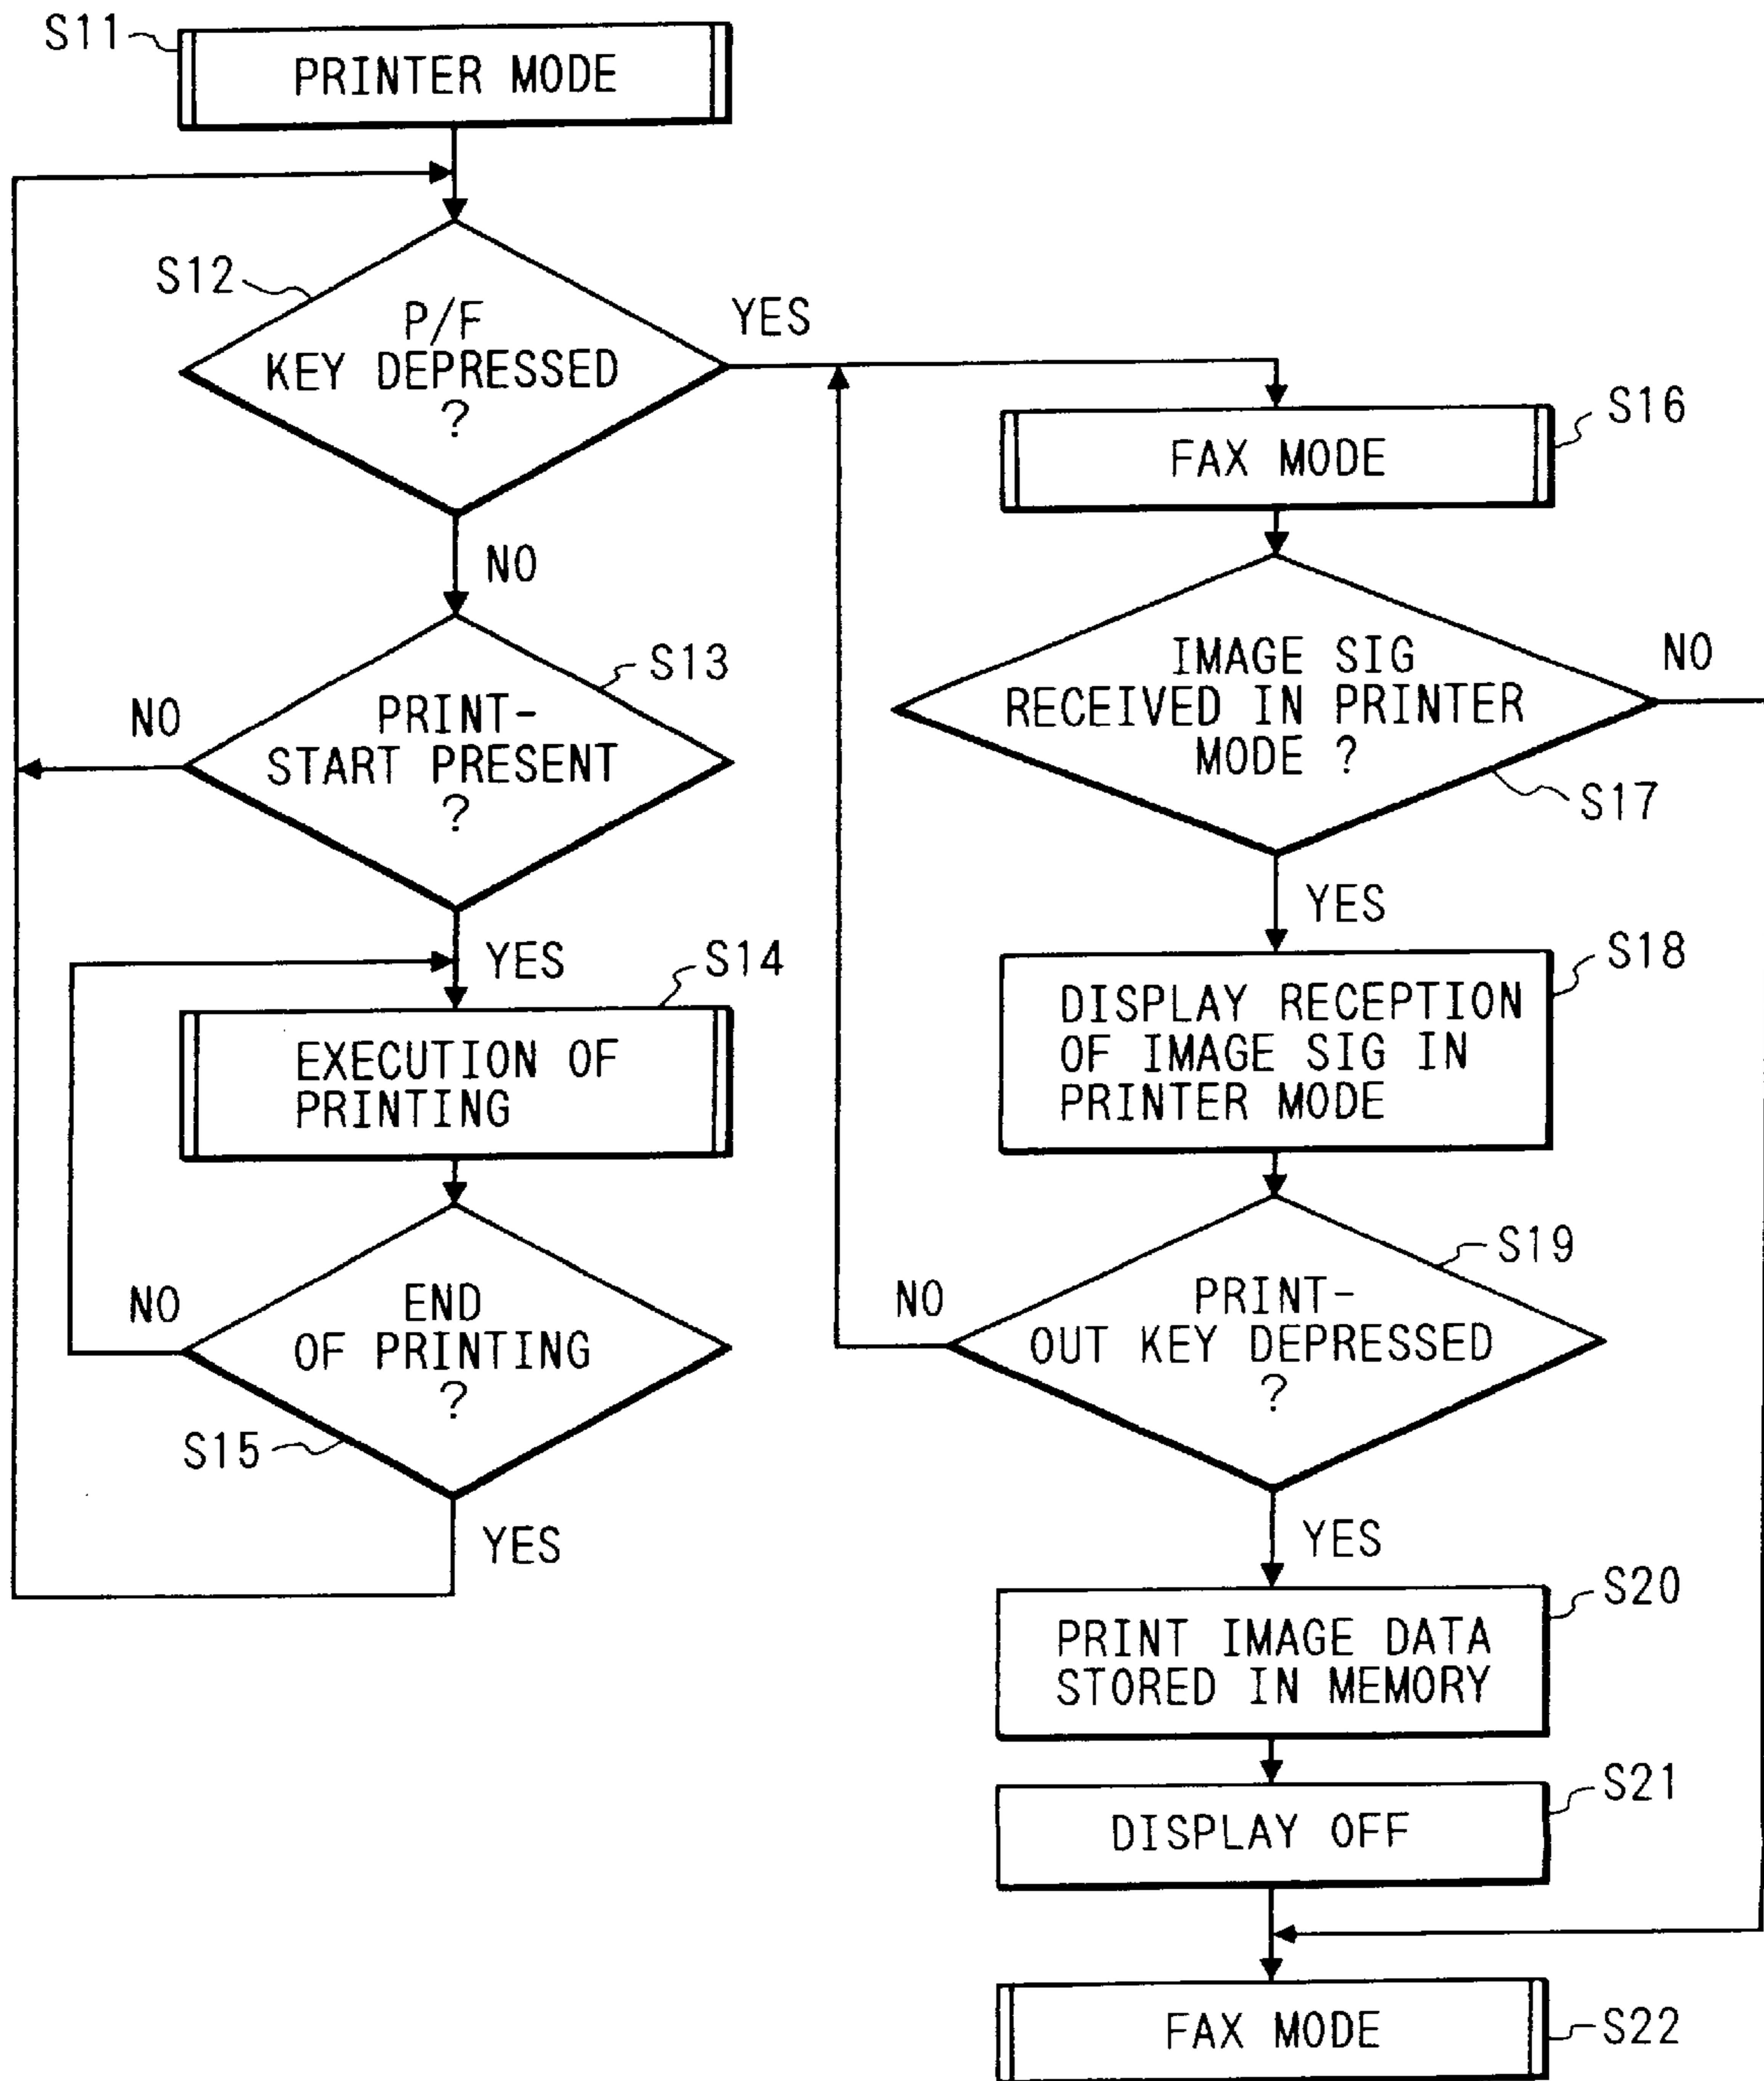 S11
PRINTER MODE
S12
P/F
KEY DEPRESSED
?
YES
NO
S13
PRINT-
START PRESENT
?
NO
YES
S14
EXECUTION OF
PRINTING
END
OF PRINTING
?
NO
S15
YES
S16
FAX MODE
IMAGE SIG
RECEIVED IN PRINTER
MODE ?
NO
S17
YES
S18
DISPLAY RECEPTION
OF IMAGE SIG IN
PRINTER MODE
S19
PRINT-
OUT KEY DEPRESSED
?
NO
YES
S20
PRINT IMAGE DATA
STORED IN MEMORY
S21
DISPLAY OFF
FAX MODE
S22